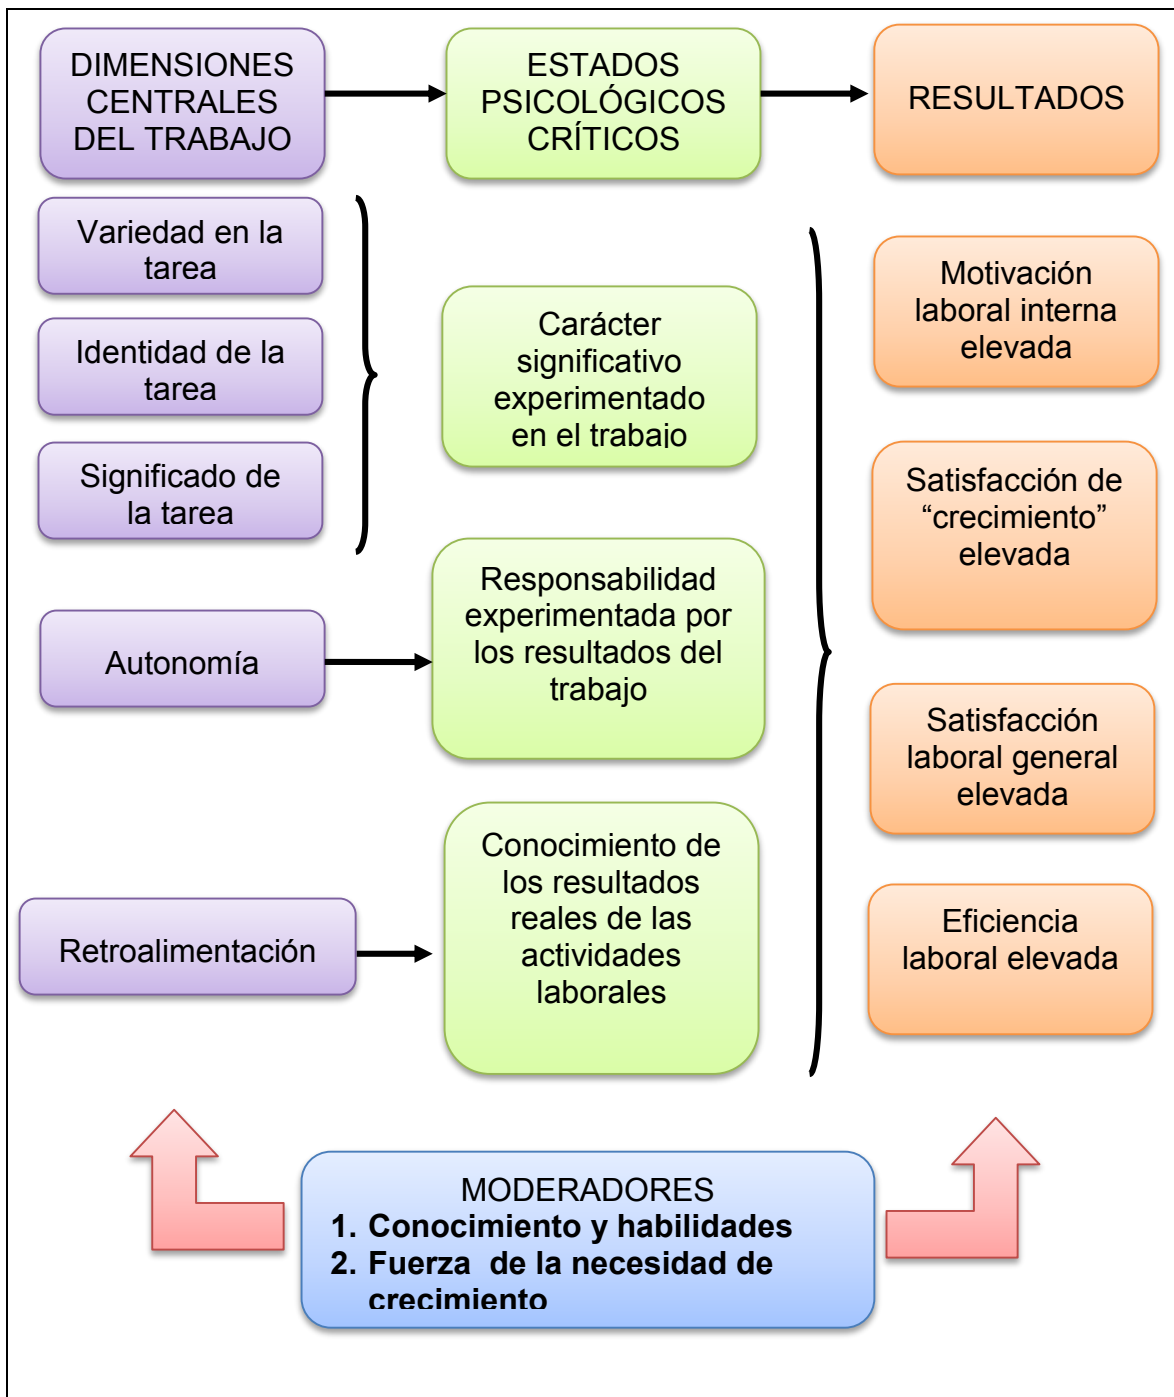 DIMENSIONES
CENTRALES
DEL TRABAJO
ESTADOS
PSICOLÓGICOS
CRÍTICOS
RESULTADOS
Variedad en la
tarea
Identidad de la
tarea
Significado de
la tarea
Autonomía
Retroalimentación
Carácter
significativo
experimentado
en el trabajo
Responsabilidad
experimentada por
los resultados del
trabajo
Conocimiento de
los resultados
reales de las
actividades
laborales
Motivación
laboral interna
elevada
Satisfacción de
“crecimiento”
elevada
Satisfacción
laboral general
elevada
Eficiencia
laboral elevada
MODERADORES
1. Conocimiento y habilidades
2. Fuerza de la necesidad de
crecimiento